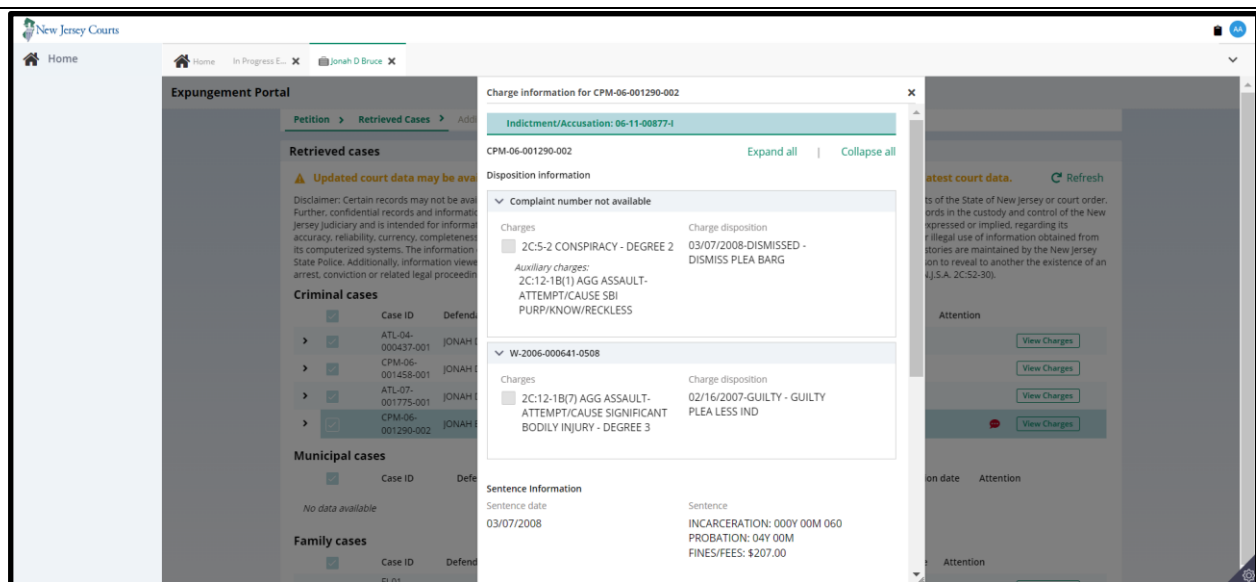 New Jersey Courts
AA
Home
Home
In Progress E...
Jonah D Bruce
Expungement Portal
Petition
Retrieved Cases
Addi
Retrieved cases
Updated court data may be avai
latest court data.
Refresh
Disclaimer: Certain records may not be avai
ts of the State of New Jersey or court order.
Further, confidential records and informatio
ords in the custody and control of the New
Jersey Judiciary and is intended for informat
expressed or implied, regarding its
accuracy, reliability, currency, completeness
r illegal use of information obtained from
its computerized systems. The information
stories are maintained by the New Jersey
State Police. Additionally, information viewe
son to reveal to another the existence of an
arrest, conviction or related legal proceedin
N.J.S.A. 2C:52-30).
Criminal cases
Case ID
Defenda
Attention
ATL-04-
000437-001
JONAH D
View Charges
CPM-06-
001458-001
JONAH D
View Charges
ATL-07-
001775-001
JONAH D
View Charges
CPM-06-
001290-002
JONAH
View Charges
Municipal cases
Case ID
Defe
ion date
Attention
No data available
Family cases
Case ID
Defend
Attention
Charge information for CPM-06-001290-002
Indictment/Accusation: 06-11-00877-I
CPM-06-001290-002
Expand all | Collapse all
Disposition information
Complaint number not available
Charges
Charge disposition
2C:5-2 CONSPIRACY - DEGREE 2
03/07/2008-DISMISSED -
DISMISS PLEA BARG
Auxiliary charges:
2C:12-1B(1) AGG ASSAULT-
ATTEMPT/CAUSE SBI
PURP/KNOW/RECKLESS
W-2006-000641-0508
Charges
Charge disposition
2C:12-1B(7) AGG ASSAULT-
ATTEMPT/CAUSE SIGNIFICANT
BODILY INJURY - DEGREE 3
02/16/2007-GUILTY - GUILTY
PLEA LESS IND
Sentence Information
Sentence date
Sentence
03/07/2008
INCARCERATION: 000Y 00M 060
PROBATION: 04Y 00M
FINES/FEES: $207.00